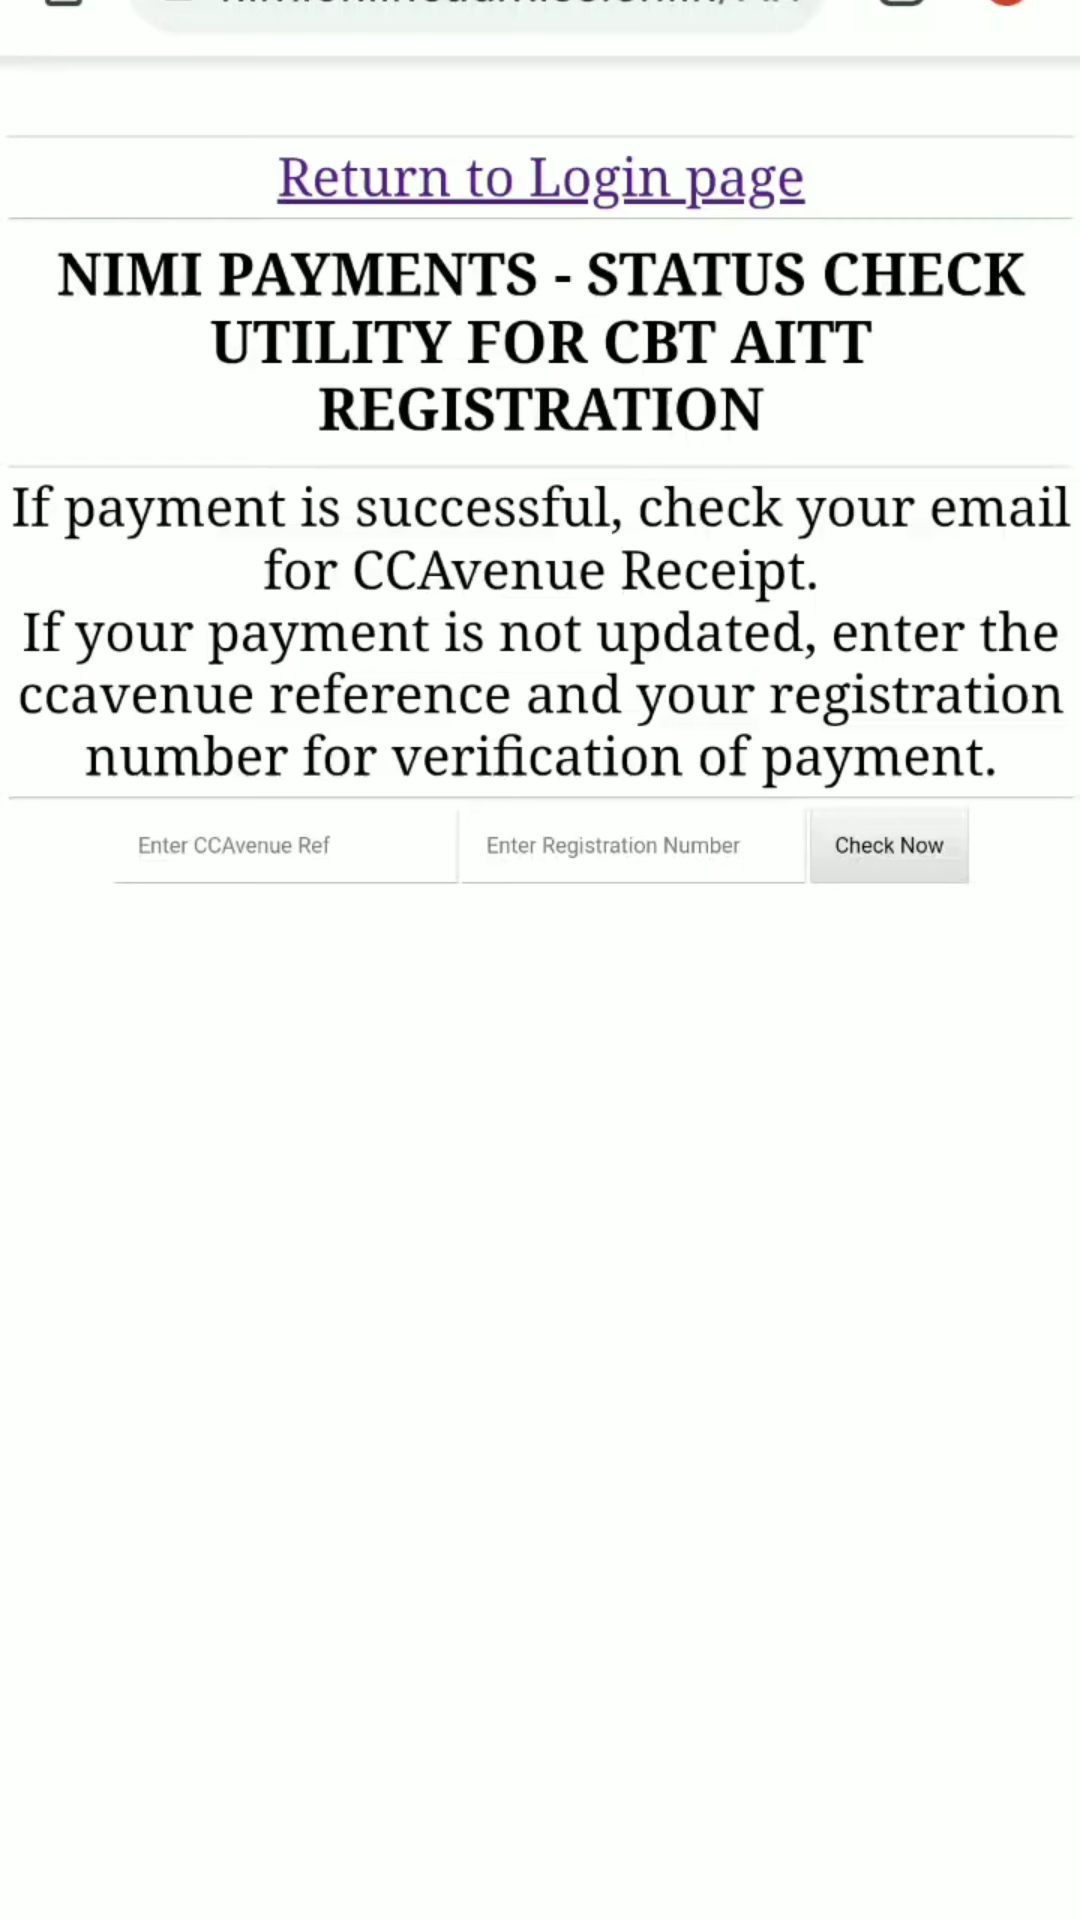 Return to Login page
NIMI PAYMENTS - STATUS CHECK
UTILITY FOR CBT AITT
REGISTRATION
If payment is successful, check your email
for CCAvenue Receipt.
If your payment is not updated, enter the
ccavenue reference and your registration
number for verification of payment.
Enter CCAvenue Ref Enter Registration Number Check Now